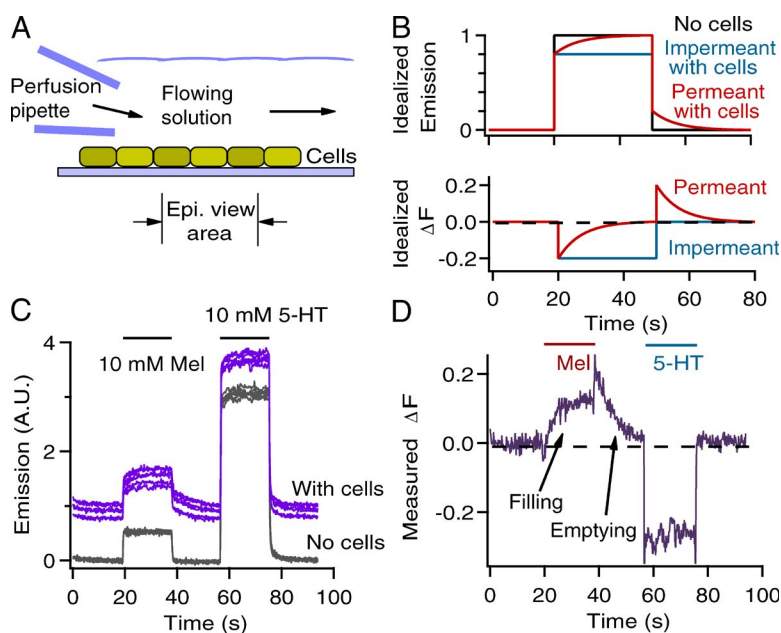 A
Perfusion
pipette
Flowing
solution
Cells
Epi. view
area
B
Idealized
Emission
1
0
No cells
Impermeant
with cells
Permeant
with cells
Idealized
ΔF
0.2
0.0
-0.2
Permeant
Impermeant
0 20 40 60 80
Time (s)
C
10 mM 5-HT
10 mM Mel
Emission (A.U.)
4
2
0
With cells
No cells
0 20 40 60 80 100
Time (s)
D
Mel 5-HT
Measured ΔF
0.2
0.0
-0.2
Filling
Emptying
0 20 40 60 80 100
Time (s)